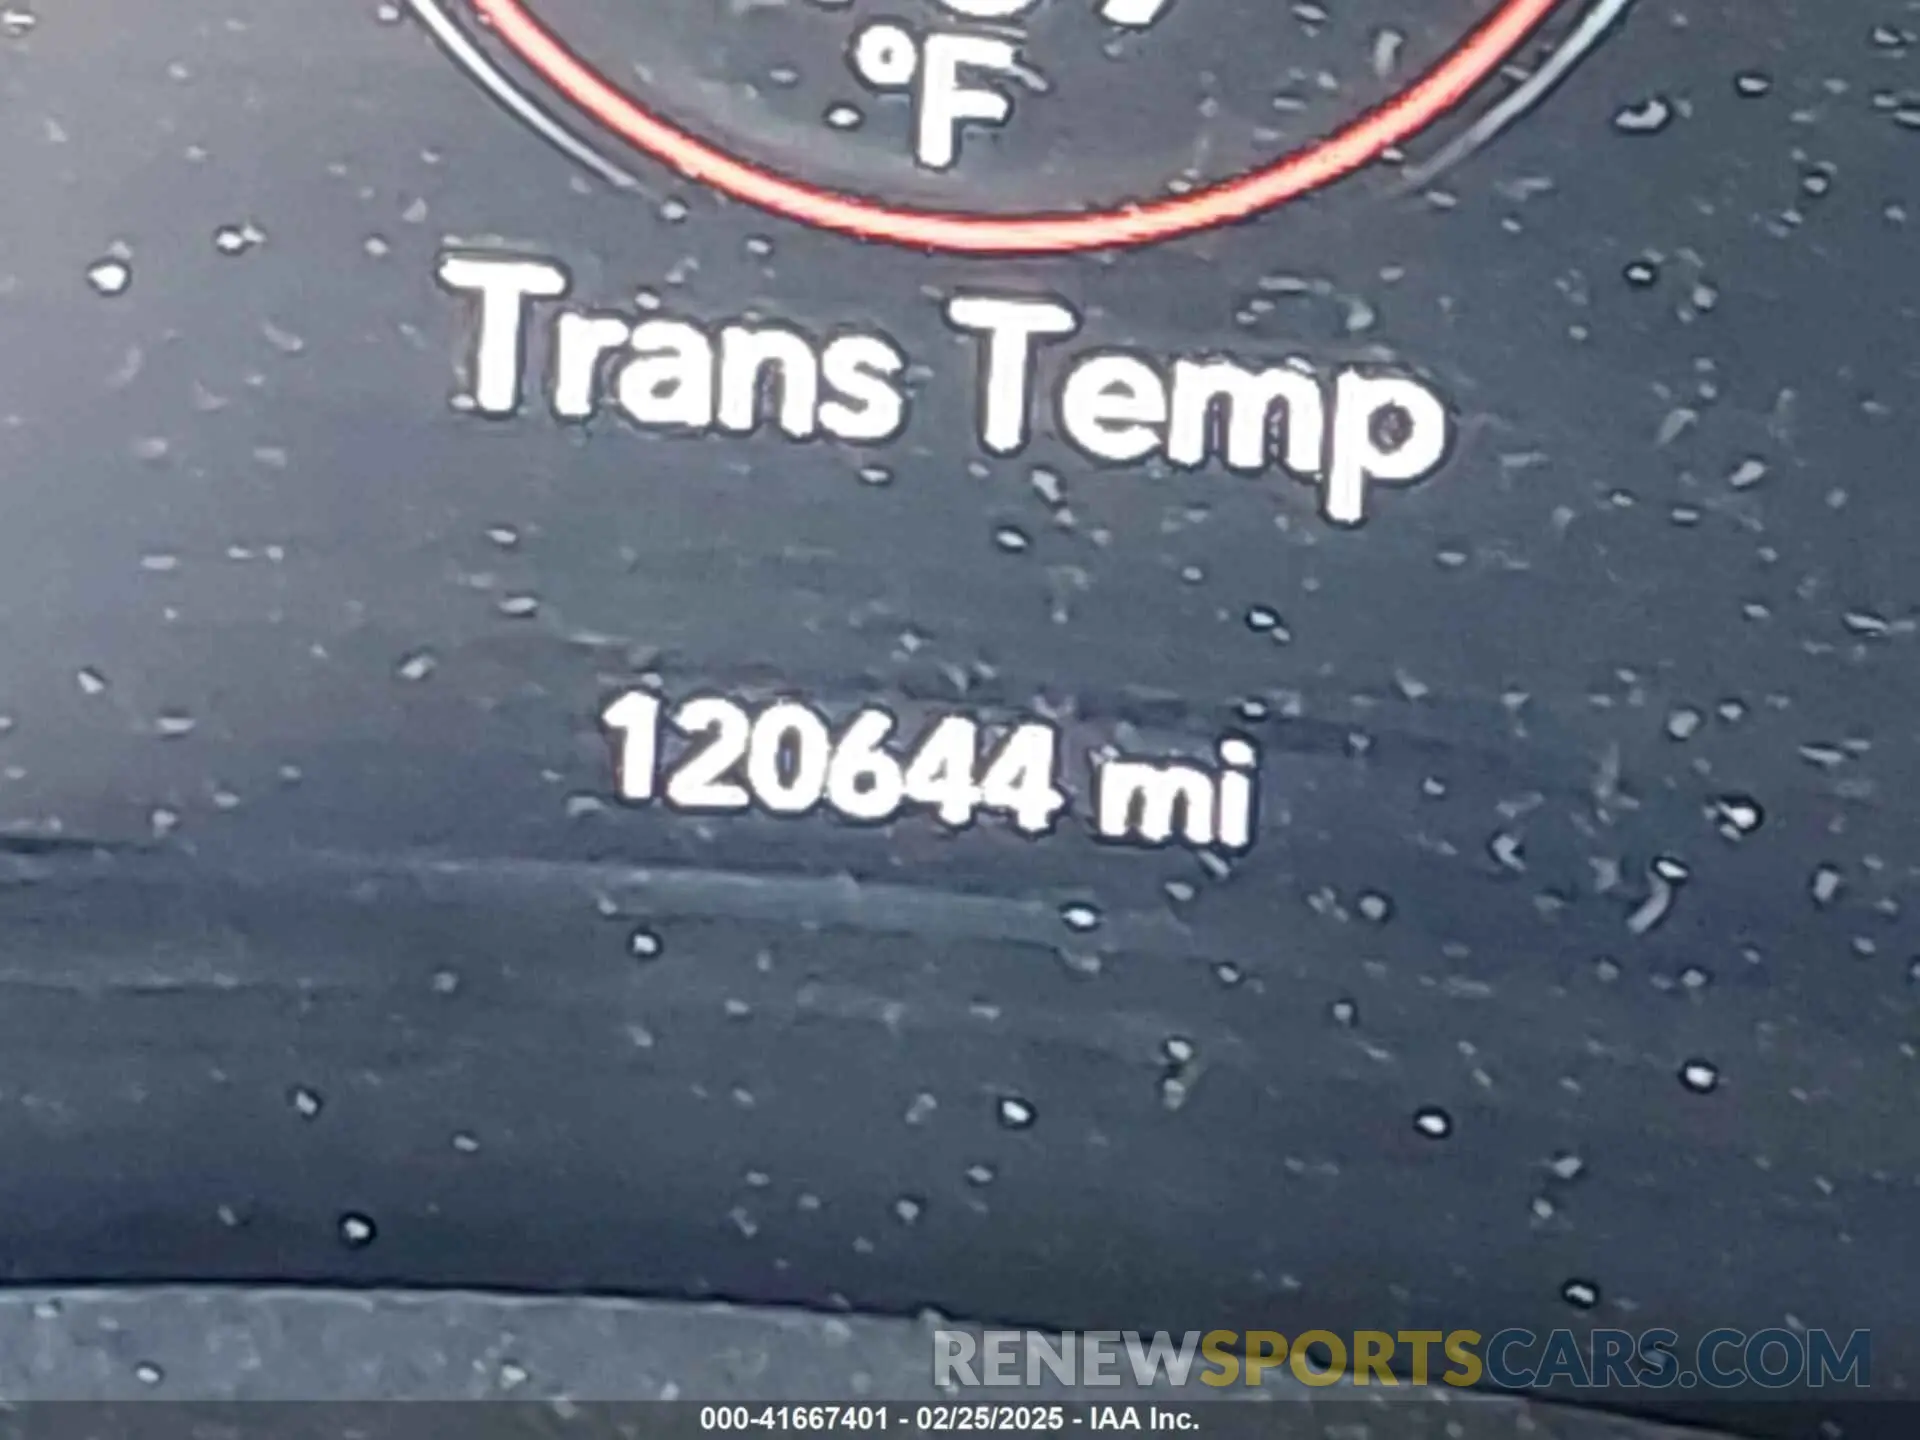 °F
Trans Temp
120644 mi
RENEWSPORTSCARS.COM
000-41667401 - 02/25/2025 - IAA Inc.